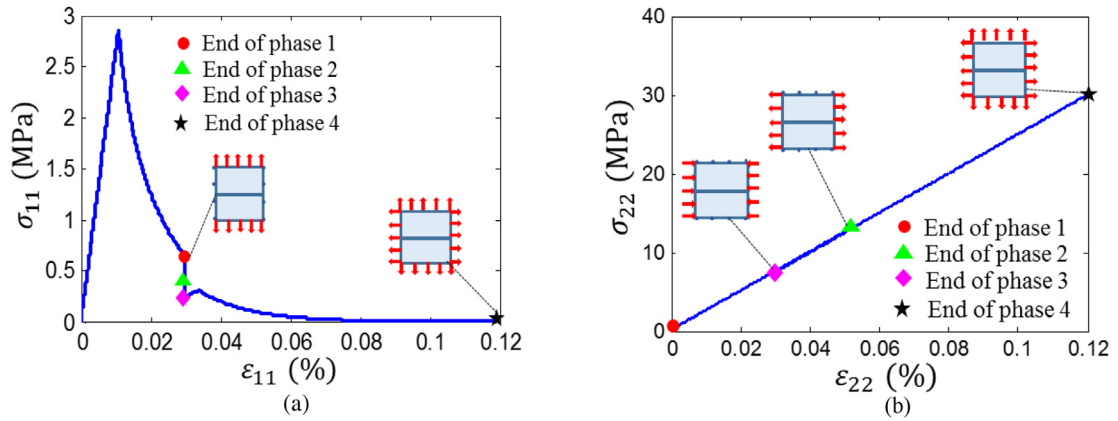 (a)
3
2.5
2
1.5
1
0.5
0
σ11 (MPa)
End of phase 1
End of phase 2
End of phase 3
End of phase 4
0 0.02 0.04 0.06 0.08 0.1 0.12
ε11 (%)
(a)
(b)
40
30
20
10
0
σ22 (MPa)
End of phase 1
End of phase 2
End of phase 3
End of phase 4
0 0.02 0.04 0.06 0.08 0.1 0.12
ε22 (%)
(b)